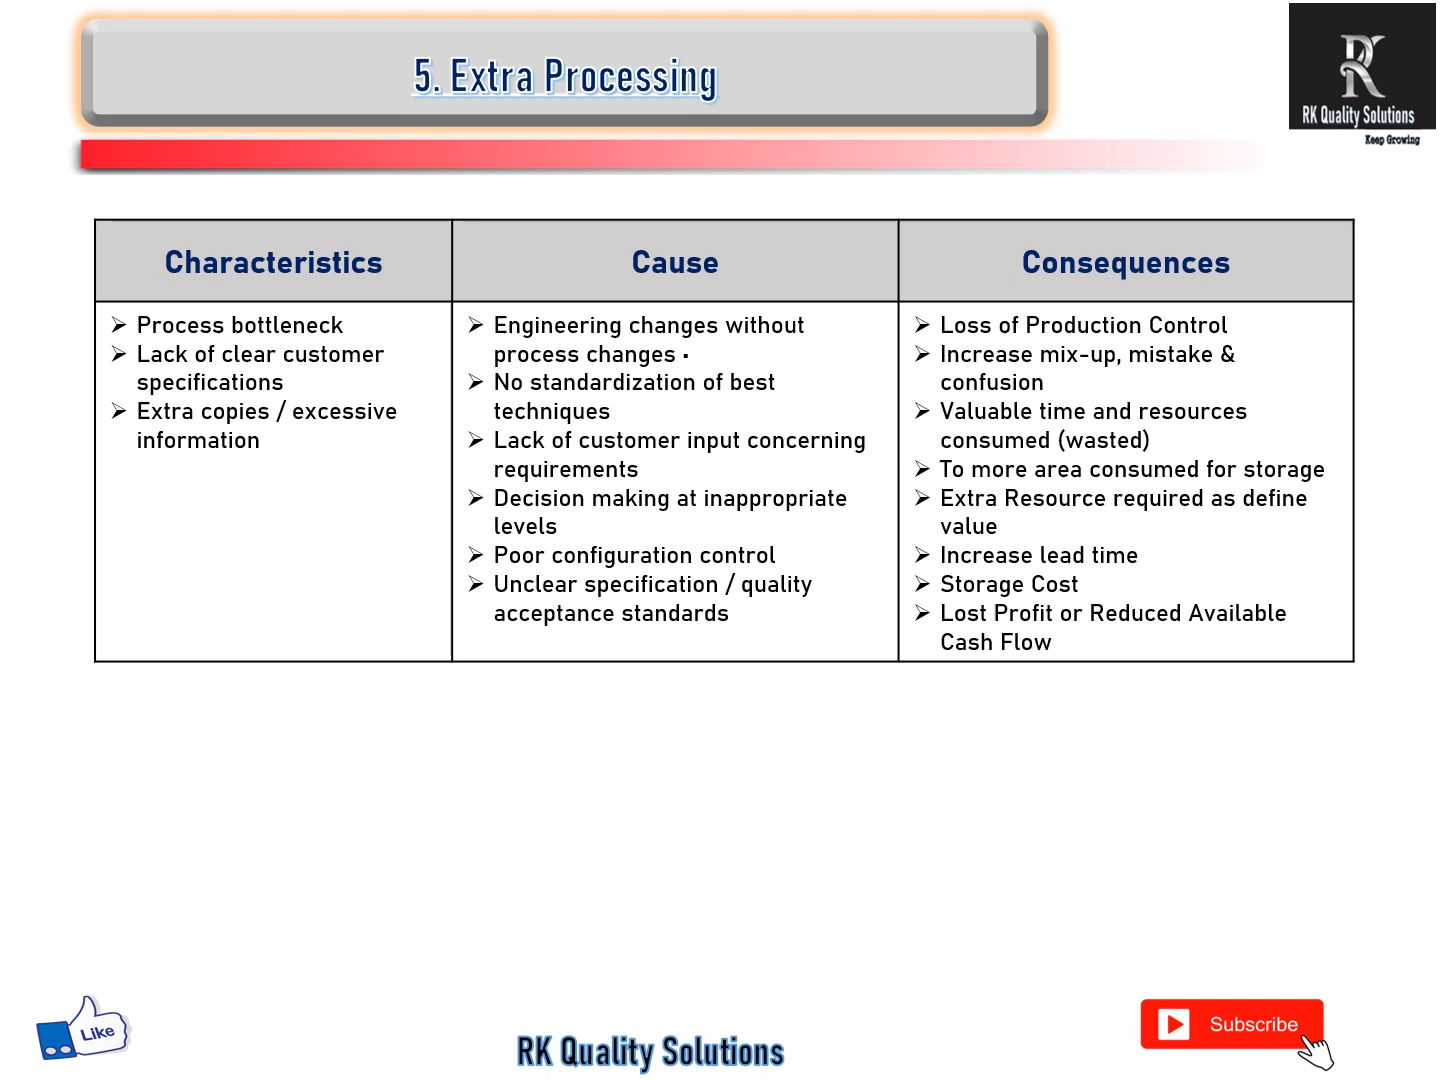 5. Extra Processing
RK Quality Solutions
Keep Growing
Characteristics
Cause
Consequences
➢ Process bottleneck
➢ Lack of clear customer
specifications
➢ Extra copies / excessive
information
➢ Engineering changes without
process changes ▪
➢ No standardization of best
techniques
➢ Lack of customer input concerning
requirements
➢ Decision making at inappropriate
levels
➢ Poor configuration control
➢ Unclear specification / quality
acceptance standards
➢ Loss of Production Control
➢ Increase mix-up, mistake &
confusion
➢ Valuable time and resources
consumed (wasted)
➢ To more area consumed for storage
➢ Extra Resource required as define
value
➢ Increase lead time
➢ Storage Cost
➢ Lost Profit or Reduced Available
Cash Flow
Like
RK Quality Solutions
Subscribe